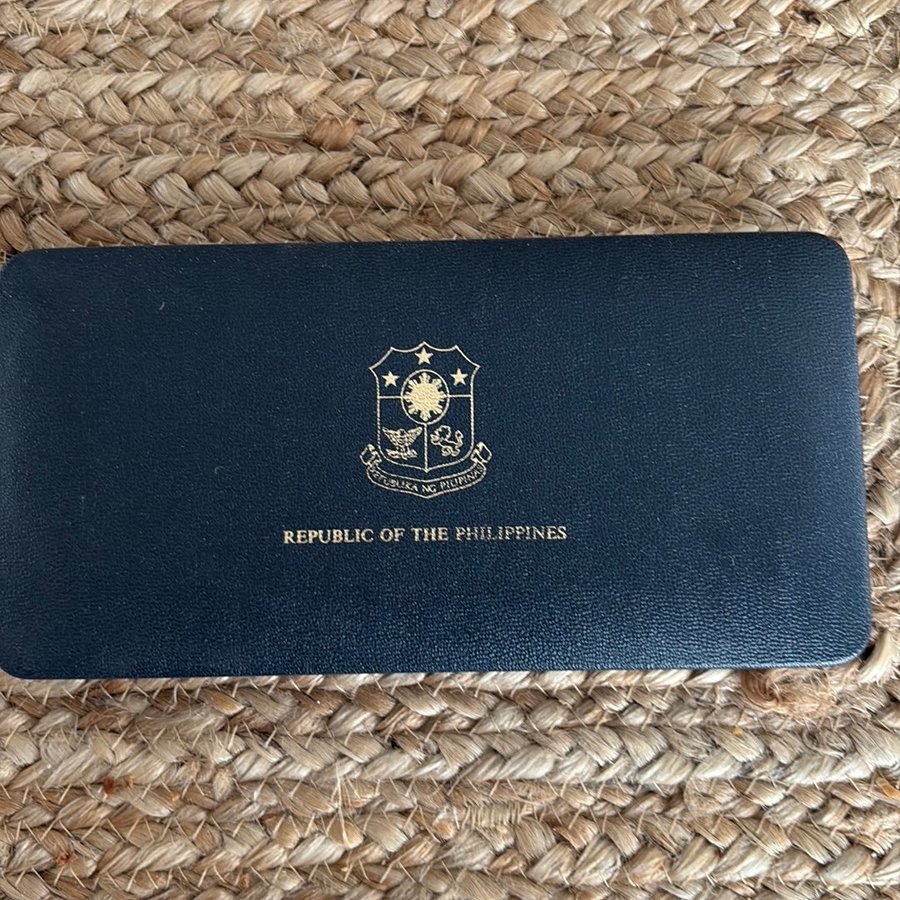 REPUBLIKA NG PILIPINAS
REPUBLIC OF THE PHILIPPINES